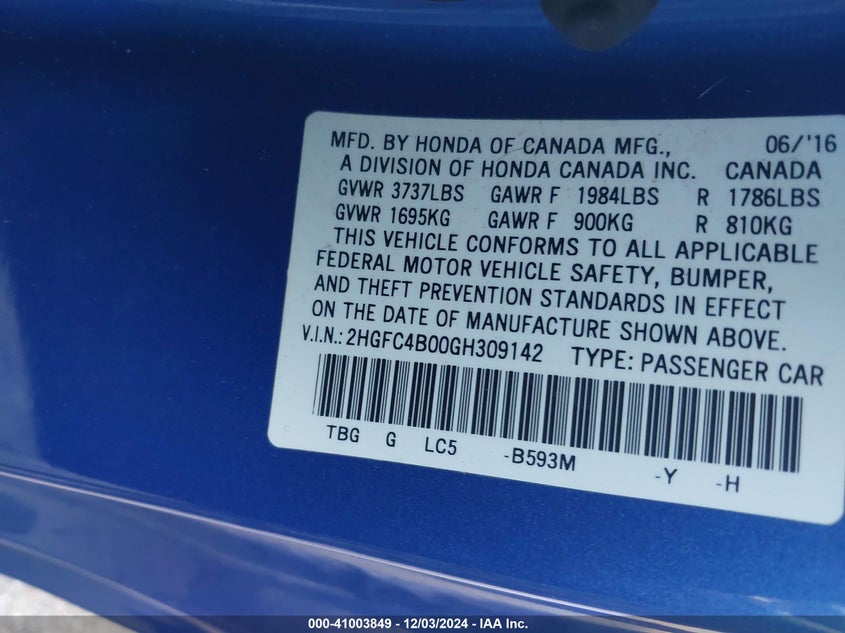 MFD. BY HONDA OF CANADA MFG., 06/'16
A DIVISION OF HONDA CANADA INC. CANADA
GVWR 3737LBS GAWR F 1984LBS R 1786LBS
GVWR 1695KG GAWR F 900KG R 810KG
THIS VEHICLE CONFORMS TO ALL APPLICABLE
FEDERAL MOTOR VEHICLE SAFETY, BUMPER,
AND THEFT PREVENTION STANDARDS IN EFFECT
ON THE DATE OF MANUFACTURE SHOWN ABOVE.
V.I.N.: 2HGFC4B00GH309142 TYPE: PASSENGER CAR
TBG G LC5 -B593M -Y -H
000-41003849 - 12/03/2024 - IAA Inc.